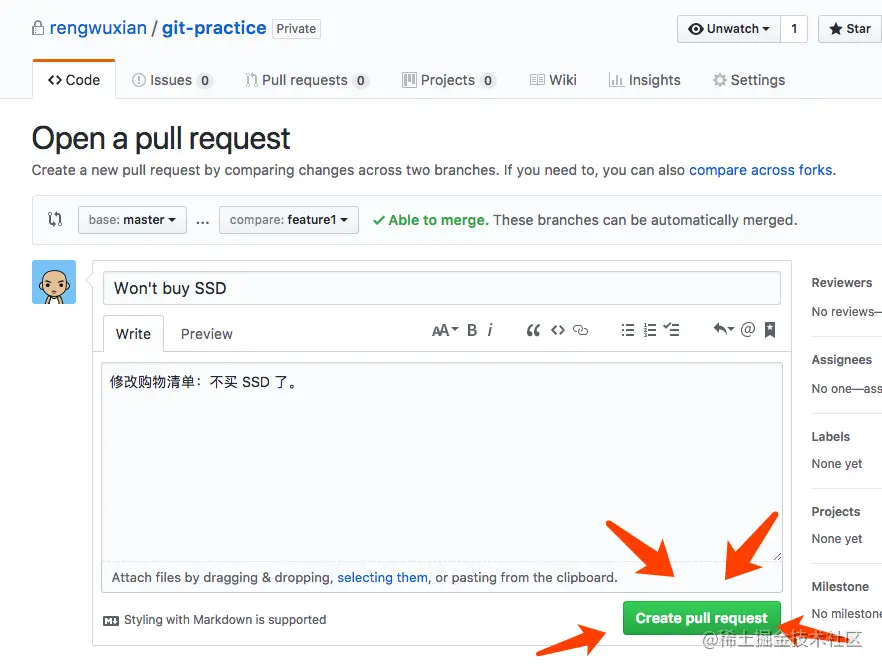 rengwuxian / git-practice Private
Unwatch 1 Star
Code Issues 0 Pull requests 0 Projects 0 Wiki Insights Settings
Open a pull request
Create a new pull request by comparing changes across two branches. If you need to, you can also compare across forks.
base: master ... compare: feature1 Able to merge. These branches can be automatically merged.
Won't buy SSD
Write Preview AA B i “ <> @
修改购物清单：不买 SSD 了。
Attach files by dragging & dropping, selecting them, or pasting from the clipboard.
Styling with Markdown is supported
Create pull request
Reviewers
No reviews—
Assignees
No one—ass
Labels
None yet
Projects
None yet
Milestone
No milestone
@稀土掘金技术社区